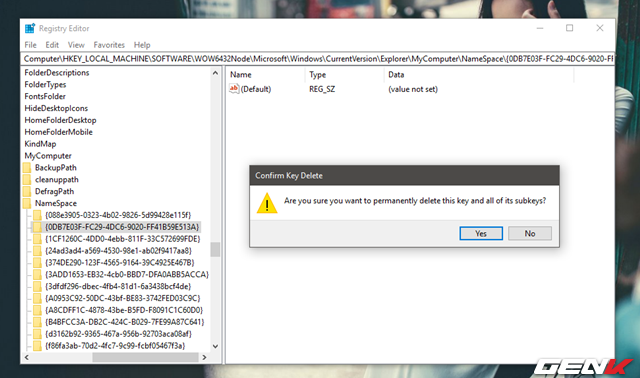 Registry Editor
File Edit View Favorites Help
Computer\HKEY_LOCAL_MACHINE\SOFTWARE\WOW6432Node\Microsoft\Windows\CurrentVersion\Explorer\MyComputer\NameSpace\{0DB7E03F-FC29-4DC6-9020-FF
FolderDescriptions
FolderTypes
FontsFolder
HideDesktopIcons
HomeFolderDesktop
HomeFolderMobile
KindMap
MyComputer
BackupPath
cleanuppath
DefragPath
NameSpace
{088e3905-0323-4b02-9826-5d99428e115f}
{0DB7E03F-FC29-4DC6-9020-FF41B59E513A}
{1CF1260C-4DD0-4ebb-811F-33C572699FDE}
{24ad3ad4-a569-4530-98e1-ab02f9417aa8}
{374DE290-123F-4565-9164-39C4925E467B}
{3ADD1653-EB32-4cb0-BBD7-DFA0ABB5ACCA}
{3dfdf296-dbec-4fb4-81d1-6a3438bcf4de}
{A0953C92-50DC-43bf-BE83-3742FED03C9C}
{A8CDFF1C-4878-43be-B5FD-F8091C1C60D0}
{B4BFCC3A-DB2C-424C-B029-7FE99A87C641}
{d3162b92-9365-467a-956b-92703aca08af}
{f86fa3ab-70d2-4fc7-9c99-fcbf05467f3a}
Name Type Data
ab (Default) REG_SZ (value not set)
Confirm Key Delete
Are you sure you want to permanently delete this key and all of its subkeys?
Yes No
GENK